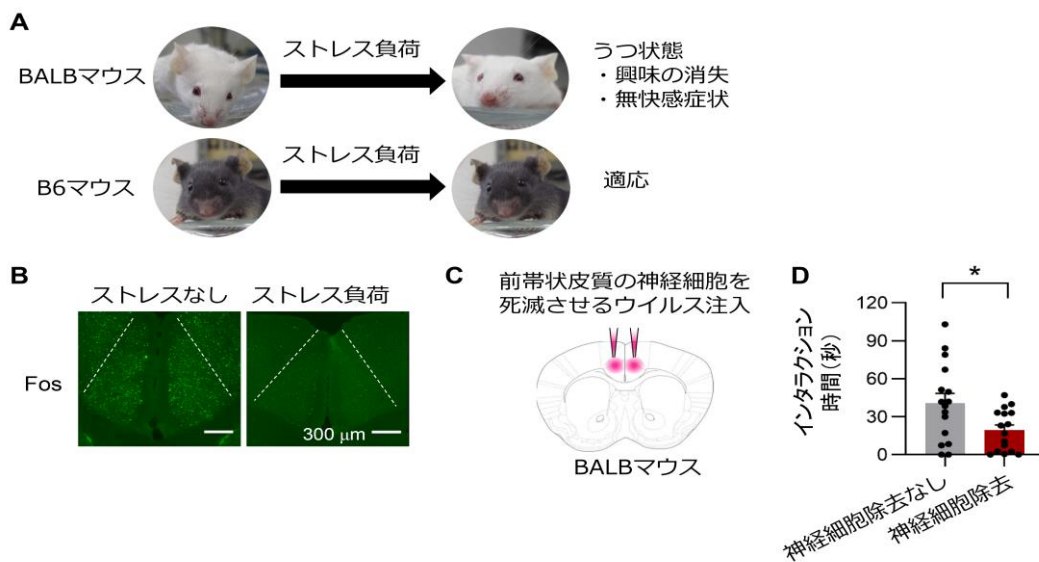 A
BALBマウス
ストレス負荷
うつ状態
・興味の消失
・無快感症状
B6マウス
ストレス負荷
適応
B
ストレスなし
ストレス負荷
Fos
300 μm
C
前帯状皮質の神経細胞を
死滅させるウイルス注入
BALBマウス
D
*
インタラクション
時間(秒)
120
90
60
30
0
神経細胞除去なし
神経細胞除去